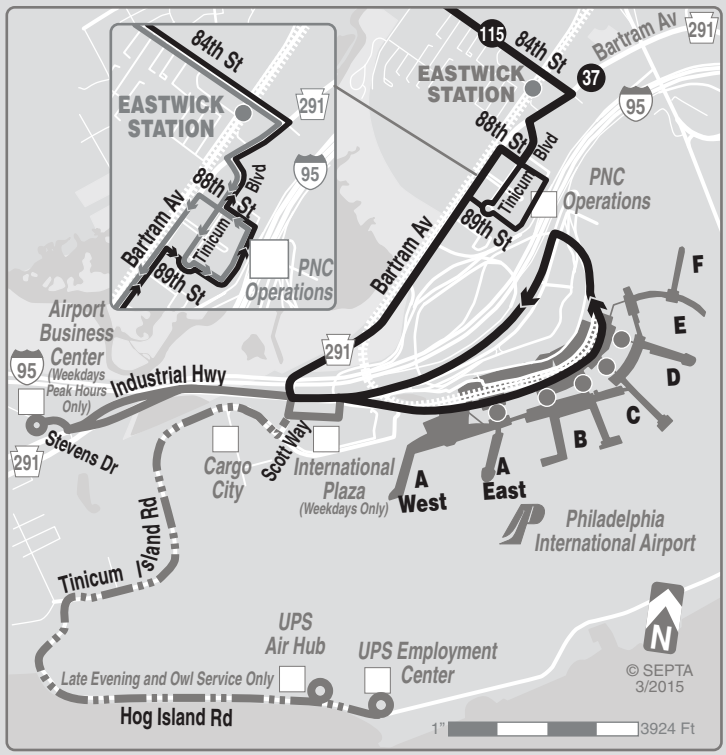 84th St
EASTWICK
STATION
291
95
88th St
Blvd
Tinicum
Bartram Av
89th St
PNC
Operations
115
84th St
37
Bartram Av
291
95
EASTWICK
STATION
88th St
Blvd
Tinicum
89th St
PNC
Operations
Bartram Av
291
F
E
D
C
B
A
East
A
West
Airport
Business
Center
(Weekdays
Peak Hours
Only)
95
291
Industrial Hwy
Stevens Dr
Cargo
City
Scott Way
International
Plaza
(Weekdays Only)
Philadelphia
International Airport
Tinicum Island Rd
UPS
Air Hub
UPS Employment
Center
Late Evening and Owl Service Only
Hog Island Rd
N
© SEPTA
3/2015
1" 3924 Ft